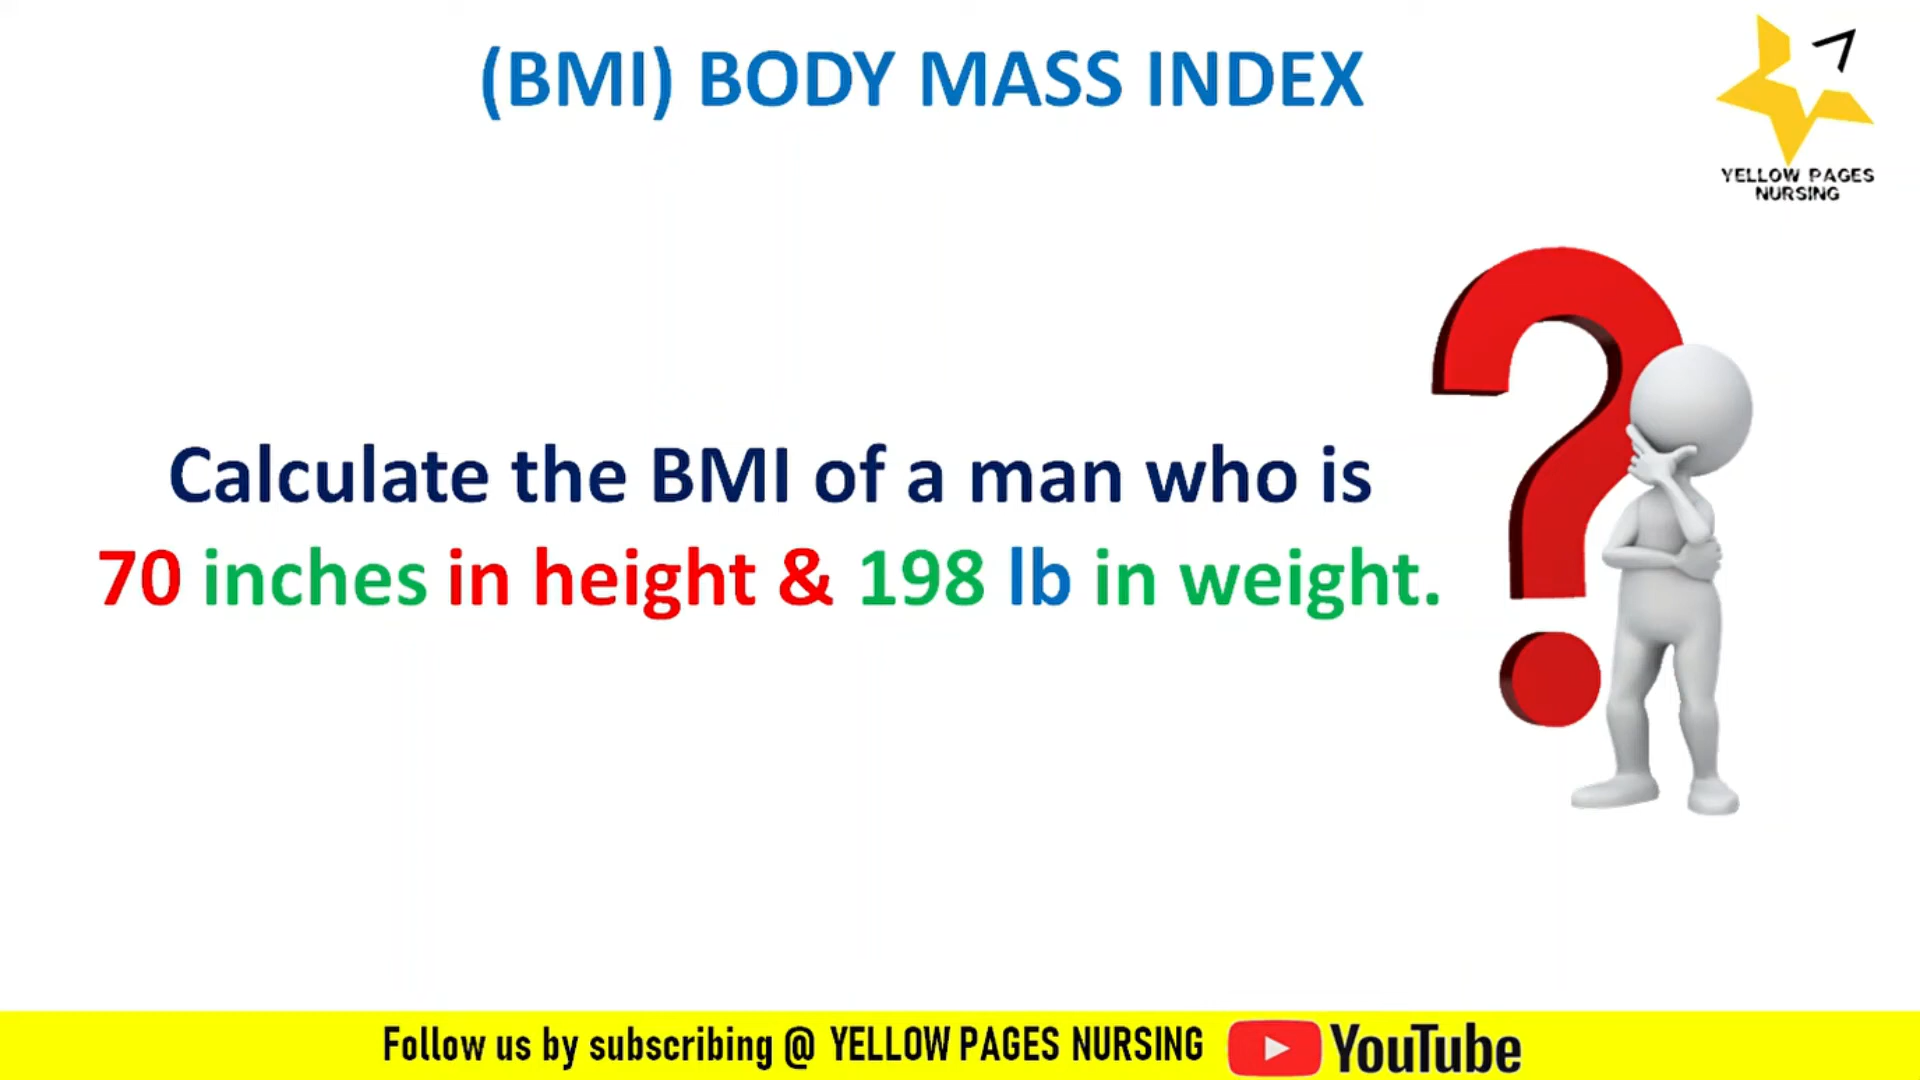 (BMI) BODY MASS INDEX
YELLOW PAGES
NURSING
Calculate the BMI of a man who is
70 inches in height & 198 lb in weight.
Follow us by subscribing @ YELLOW PAGES NURSING YouTube